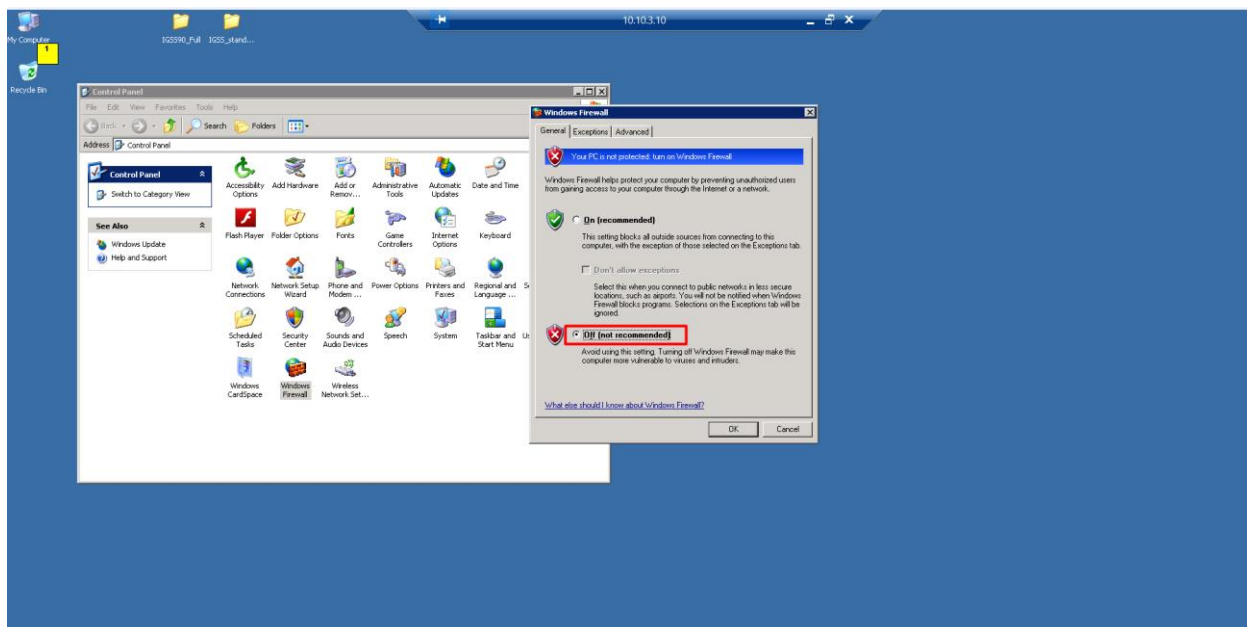 10.10.3.10
My Computer
1
IGSS90_Full
IGSS_stand...
Recycle Bin
Control Panel
File Edit View Favorites Tools Help
Back Search Folders
Address Control Panel
Control Panel
Switch to Category View
See Also
Windows Update
Help and Support
Accessibility Options
Add Hardware
Add or Remov...
Administrative Tools
Automatic Updates
Date and Time
Flash Player
Folder Options
Fonts
Game Controllers
Internet Options
Keyboard
Network Connections
Network Setup Wizard
Phone and Modem ...
Power Options
Printers and Faxes
Regional and Language ...
Scheduled Tasks
Security Center
Sounds and Audio Devices
Speech
System
Taskbar and Start Menu
Windows CardSpace
Windows Firewall
Wireless Network Set...
Windows Firewall
General Exceptions Advanced
Your PC is not protected: turn on Windows Firewall
Windows Firewall helps protect your computer by preventing unauthorized users
from gaining access to your computer through the Internet or a network.
On (recommended)
This setting blocks all outside sources from connecting to this
computer, with the exception of those selected on the Exceptions tab.
Don't allow exceptions
Select this when you connect to public networks in less secure
locations, such as airports. You will not be notified when Windows
Firewall blocks programs. Selections on the Exceptions tab will be
ignored.
Off (not recommended)
Avoid using this setting. Turning off Windows Firewall may make this
computer more vulnerable to viruses and intruders.
What else should I know about Windows Firewall?
OK Cancel